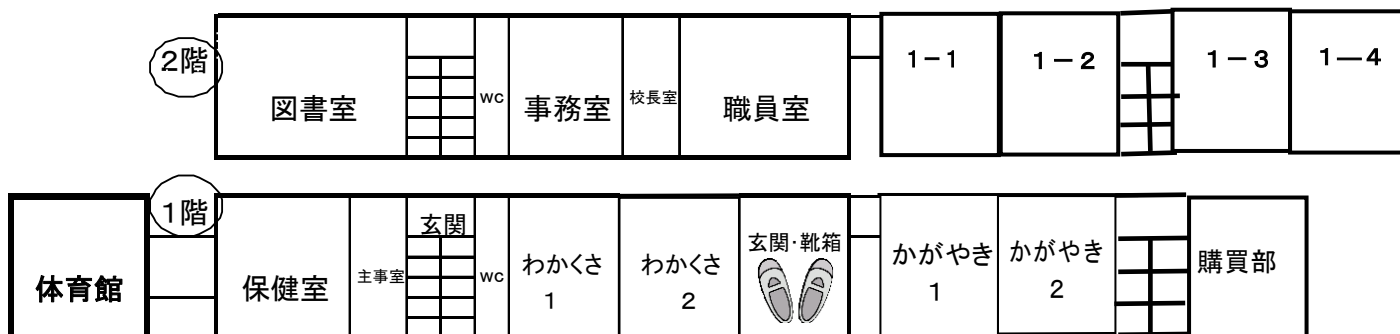 2階
図書室
wc
事務室
校長室
職員室
1-1
1-2
1-3
1-4
1階
体育館
保健室
主事室
玄関
wc
わかくさ
1
わかくさ
2
玄関・靴箱
かがやき
1
かがやき
2
購買部